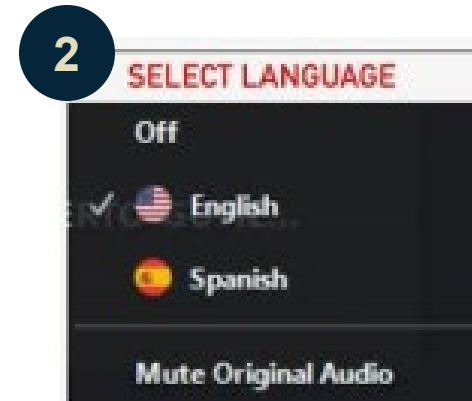 2
SELECT LANGUAGE
Off
✓ English
Spanish
Mute Original Audio